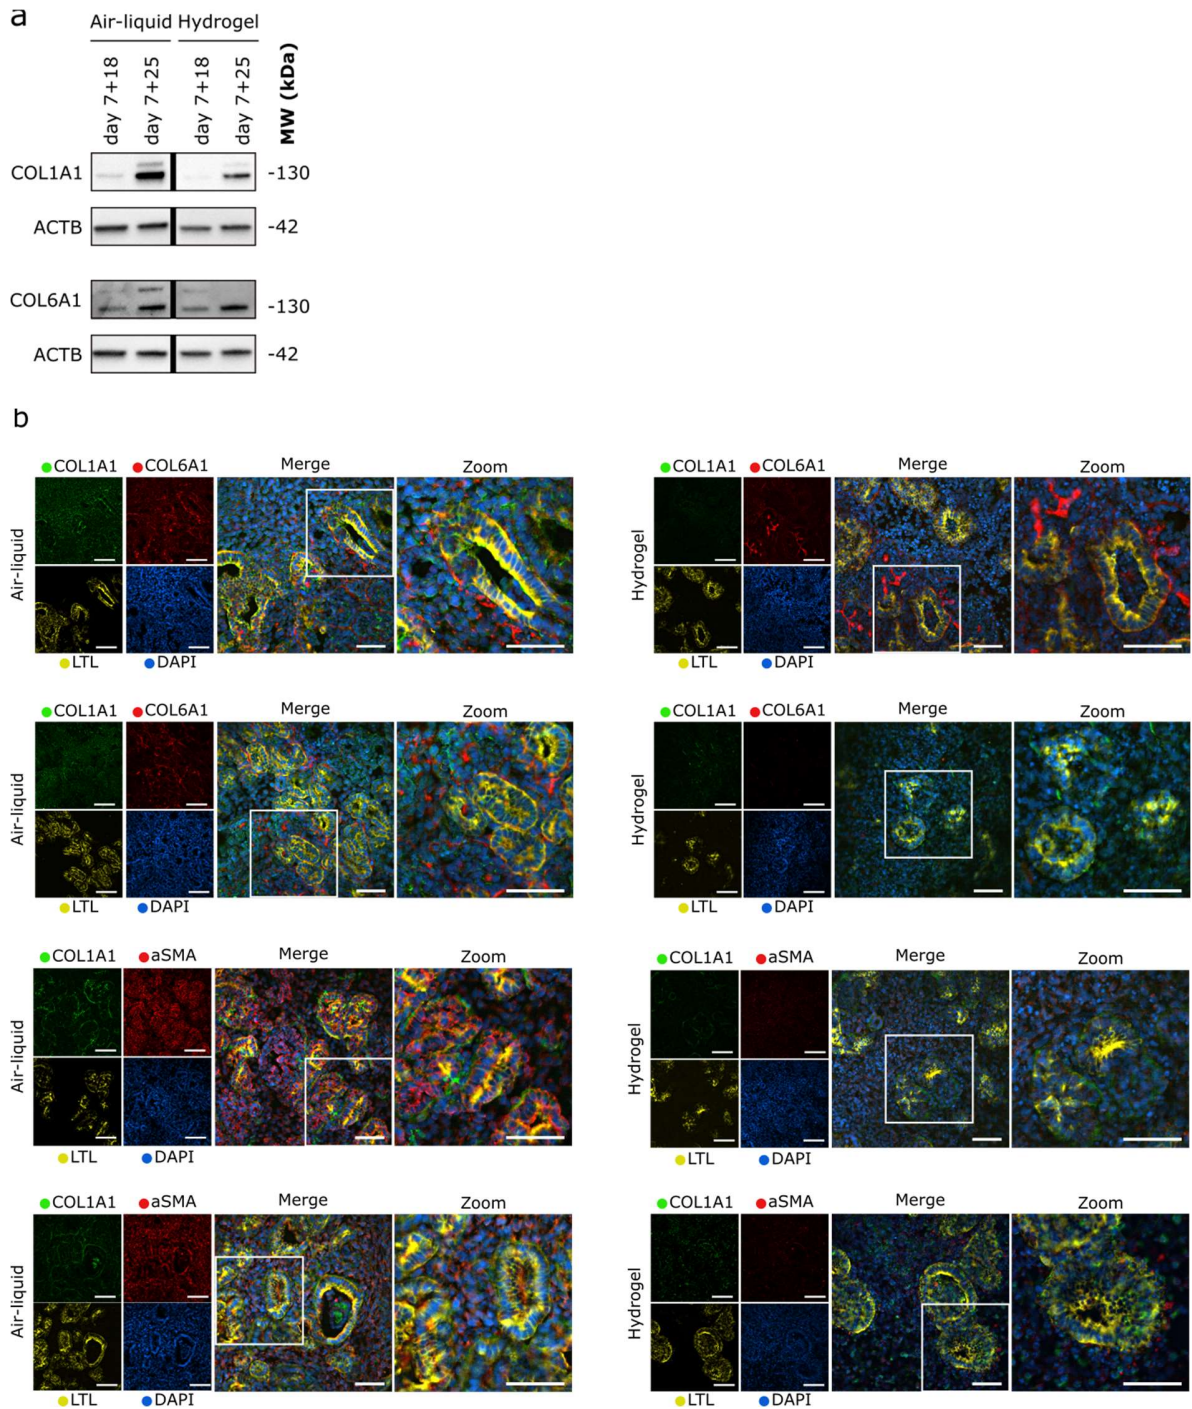 a
Air-liquid Hydrogel
day 7+18
day 7+25
day 7+18
day 7+25
MW (kDa)
COL1A1
-130
ACTB
-42
COL6A1
-130
ACTB
-42
b
Air-liquid
COL1A1 COL6A1 Merge Zoom
LTL DAPI
Hydrogel
COL1A1 COL6A1 Merge Zoom
LTL DAPI
Air-liquid
COL1A1 COL6A1 Merge Zoom
LTL DAPI
Hydrogel
COL1A1 COL6A1 Merge Zoom
LTL DAPI
Air-liquid
COL1A1 aSMA Merge Zoom
LTL DAPI
Hydrogel
COL1A1 aSMA Merge Zoom
LTL DAPI
Air-liquid
COL1A1 aSMA Merge Zoom
LTL DAPI
Hydrogel
COL1A1 aSMA Merge Zoom
LTL DAPI